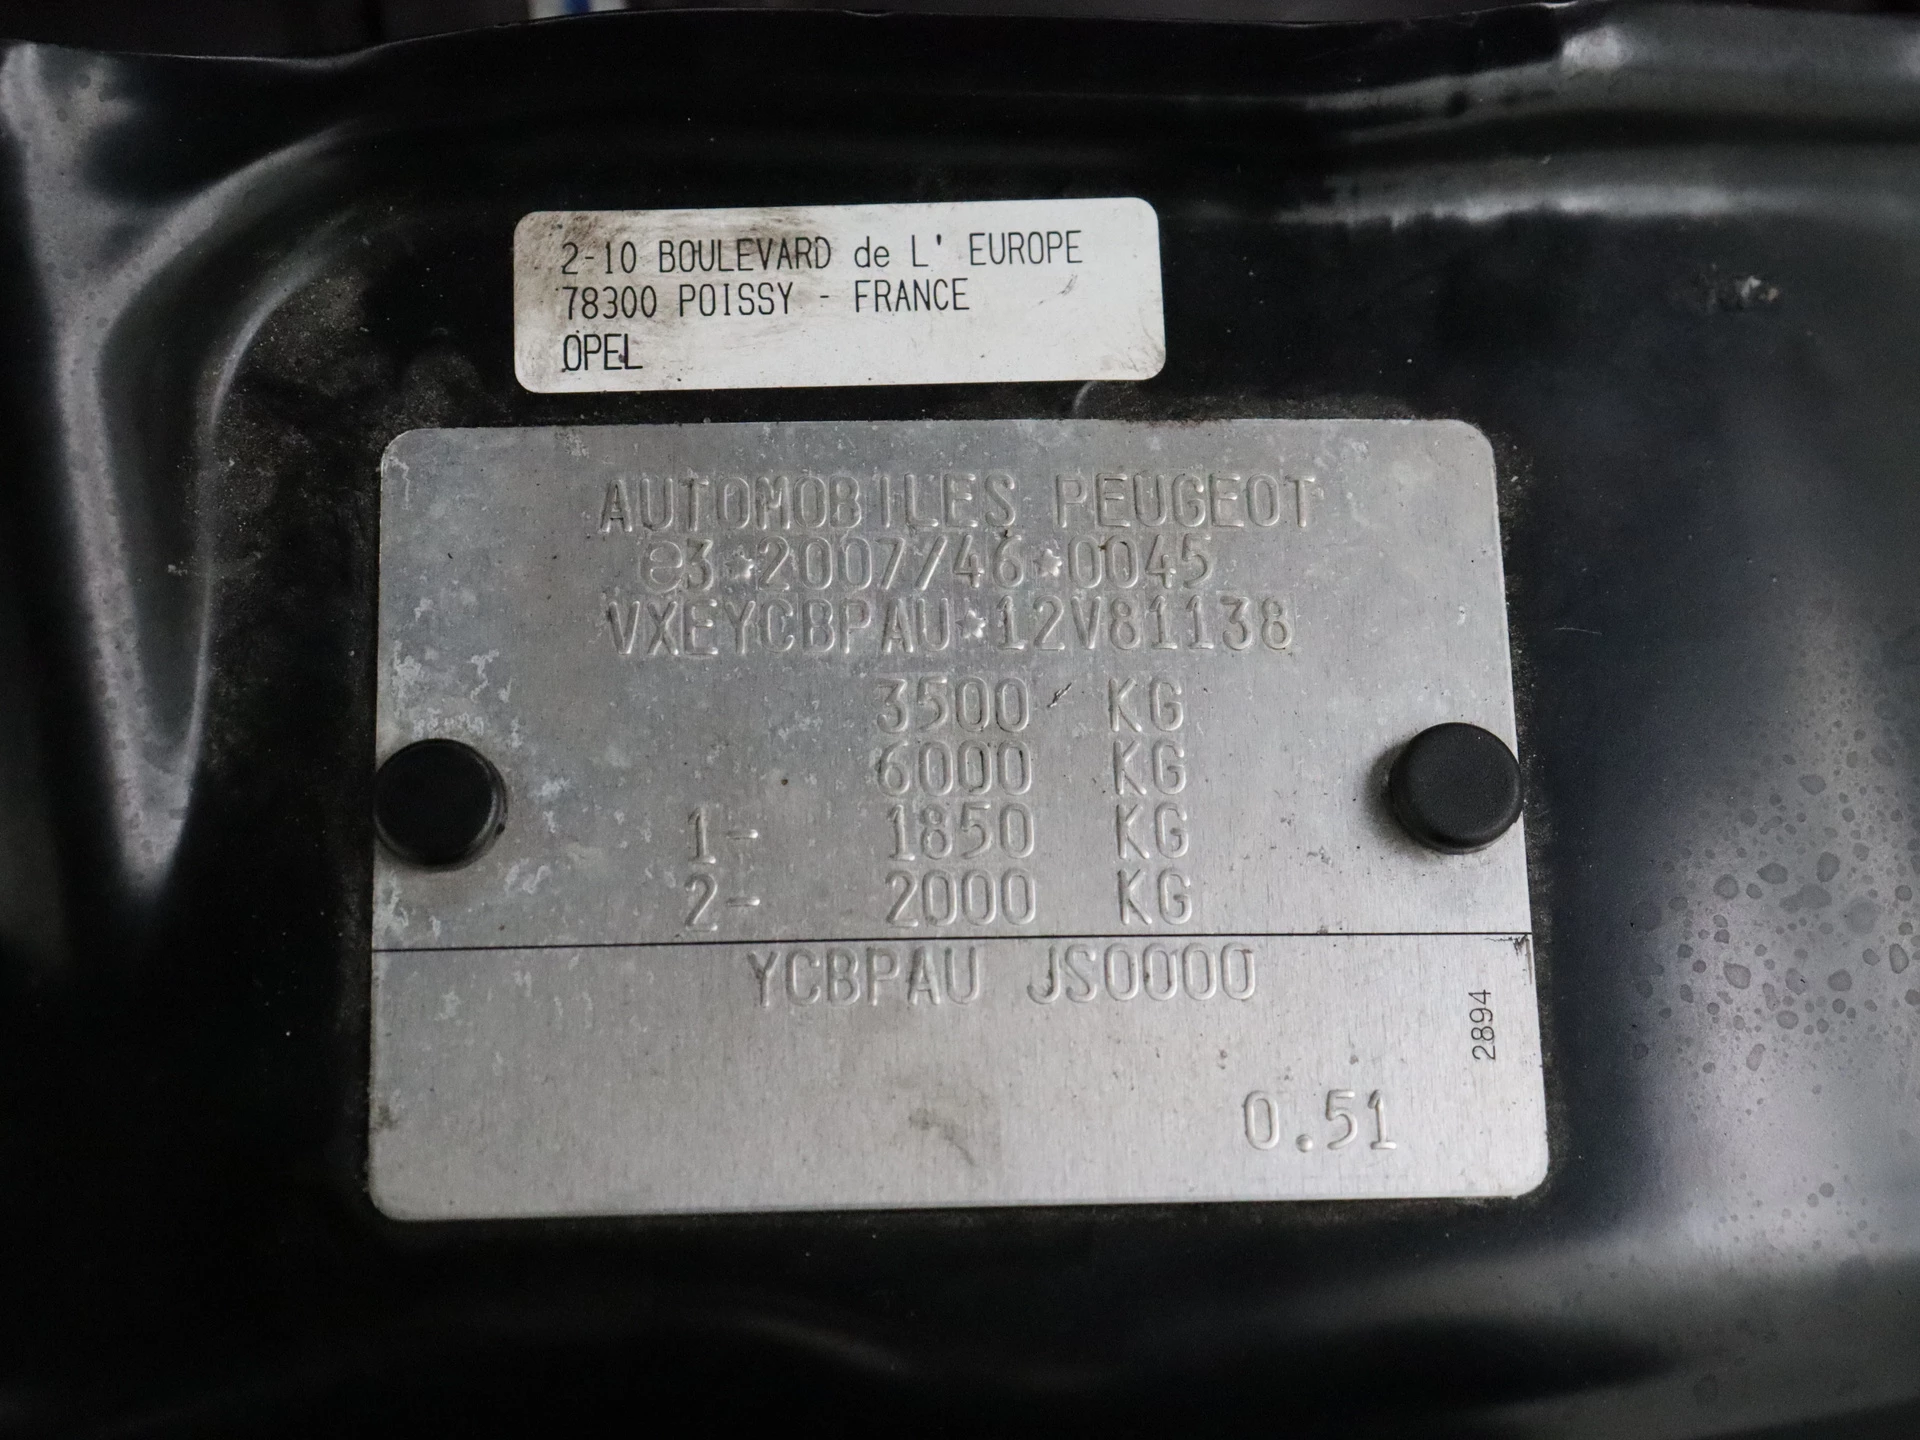 2-10 BOULEVARD de L' EUROPE
78300 POISSY - FRANCE
OPEL
AUTOMOBILES PEUGEOT
e3*2007/46*0045
VXEYCBPAU*12V81138
3500 KG
6000 KG
1- 1850 KG
2- 2000 KG
YCBPAU JS0000
2894
0.51